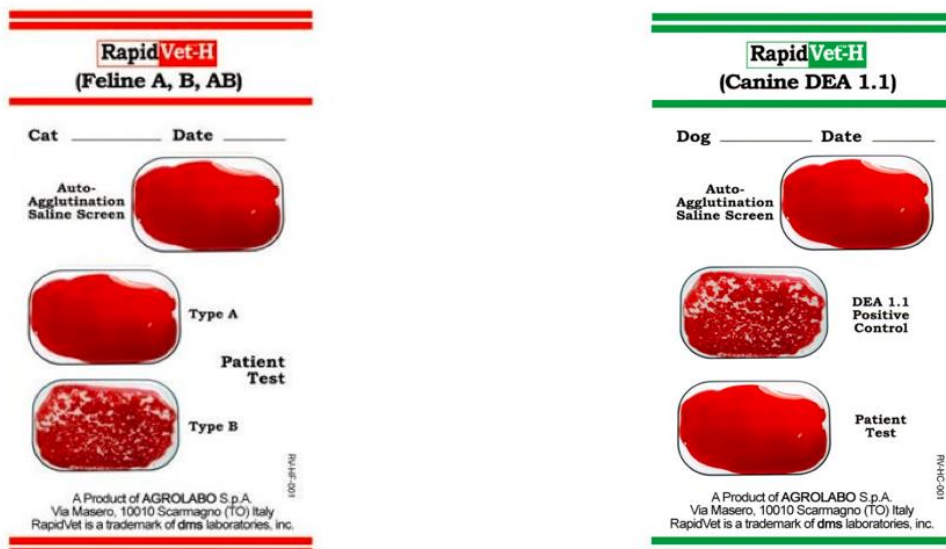 RapidVet-H
(Feline A, B, AB)
Cat Date
Auto-
Agglutination
Saline Screen
Type A
Patient
Test
Type B
RV-HF-001
A Product of AGROLABO S.p.A.
Via Masero, 10010 Scarmagno (TO) Italy
RapidVet is a trademark of dms laboratories, inc.
RapidVet-H
(Canine DEA 1.1)
Dog Date
Auto-
Agglutination
Saline Screen
DEA 1.1
Positive
Control
Patient
Test
RV-HC-001
A Product of AGROLABO S.p.A.
Via Masero, 10010 Scarmagno (TO) Italy
RapidVet is a trademark of dms laboratories, inc.